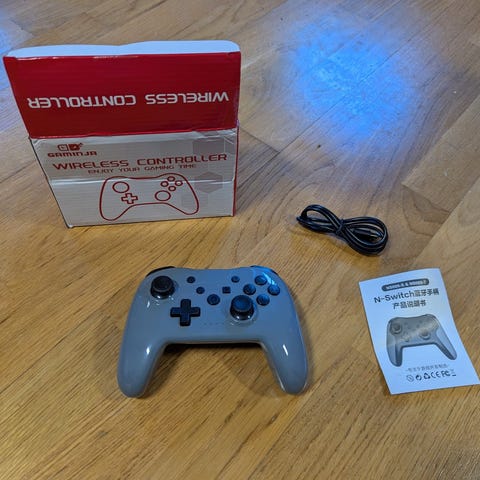 WIRELESS CONTROLLER
GAMINJA
WIRELESS CONTROLLER
ENJOY YOUR GAMING TIME
N-Switch蓝牙手柄
产品说明书